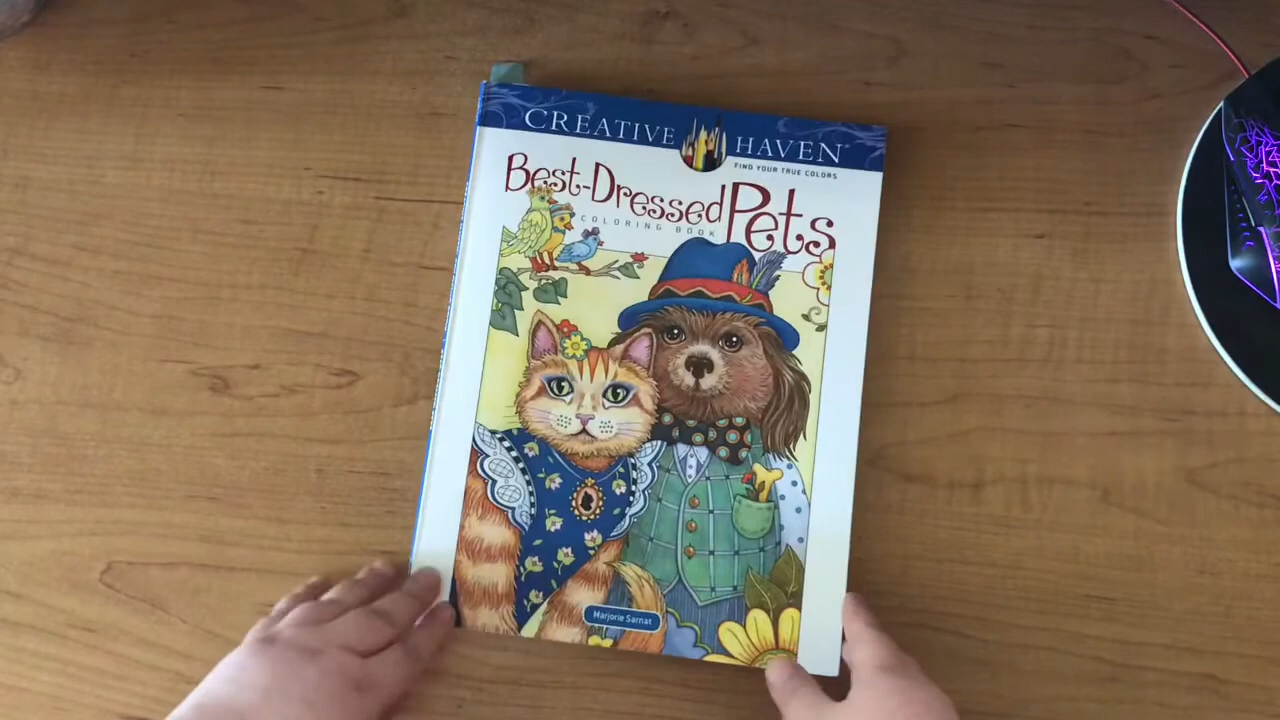 CREATIVE HAVEN
FIND YOUR TRUE COLORS
Best-Dressed Pets
COLORING BOOK
Marjorie Sarnat